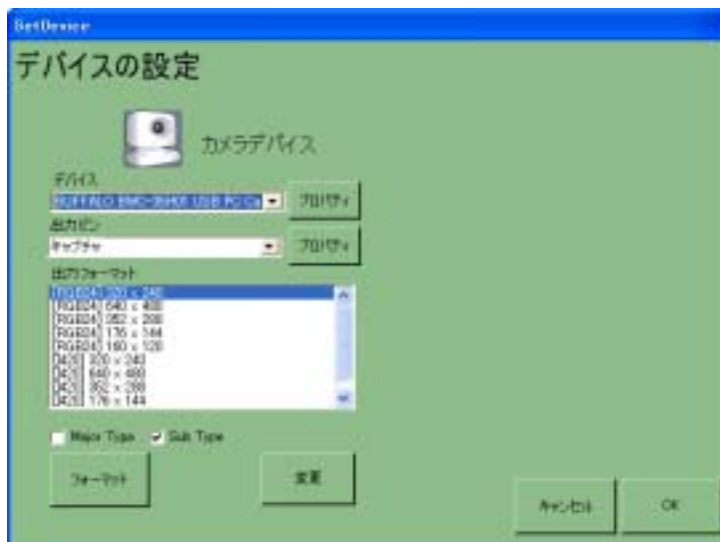 SetDevice
デバイスの設定
カメラデバイス
デバイス
BUFFALO USB PC Ca
プロパティ
出力ピン
キャプチャ
プロパティ
出力フォーマット
[RGB24] 320 x 240
[RGB24] 640 x 480
[RGB24] 352 x 288
[RGB24] 176 x 144
[RGB24] 160 x 120
[I420] 320 x 240
[I420] 640 x 480
[I420] 352 x 288
[I420] 176 x 144
Major Type
Sub Type
フォーマット
変更
キャンセル
OK